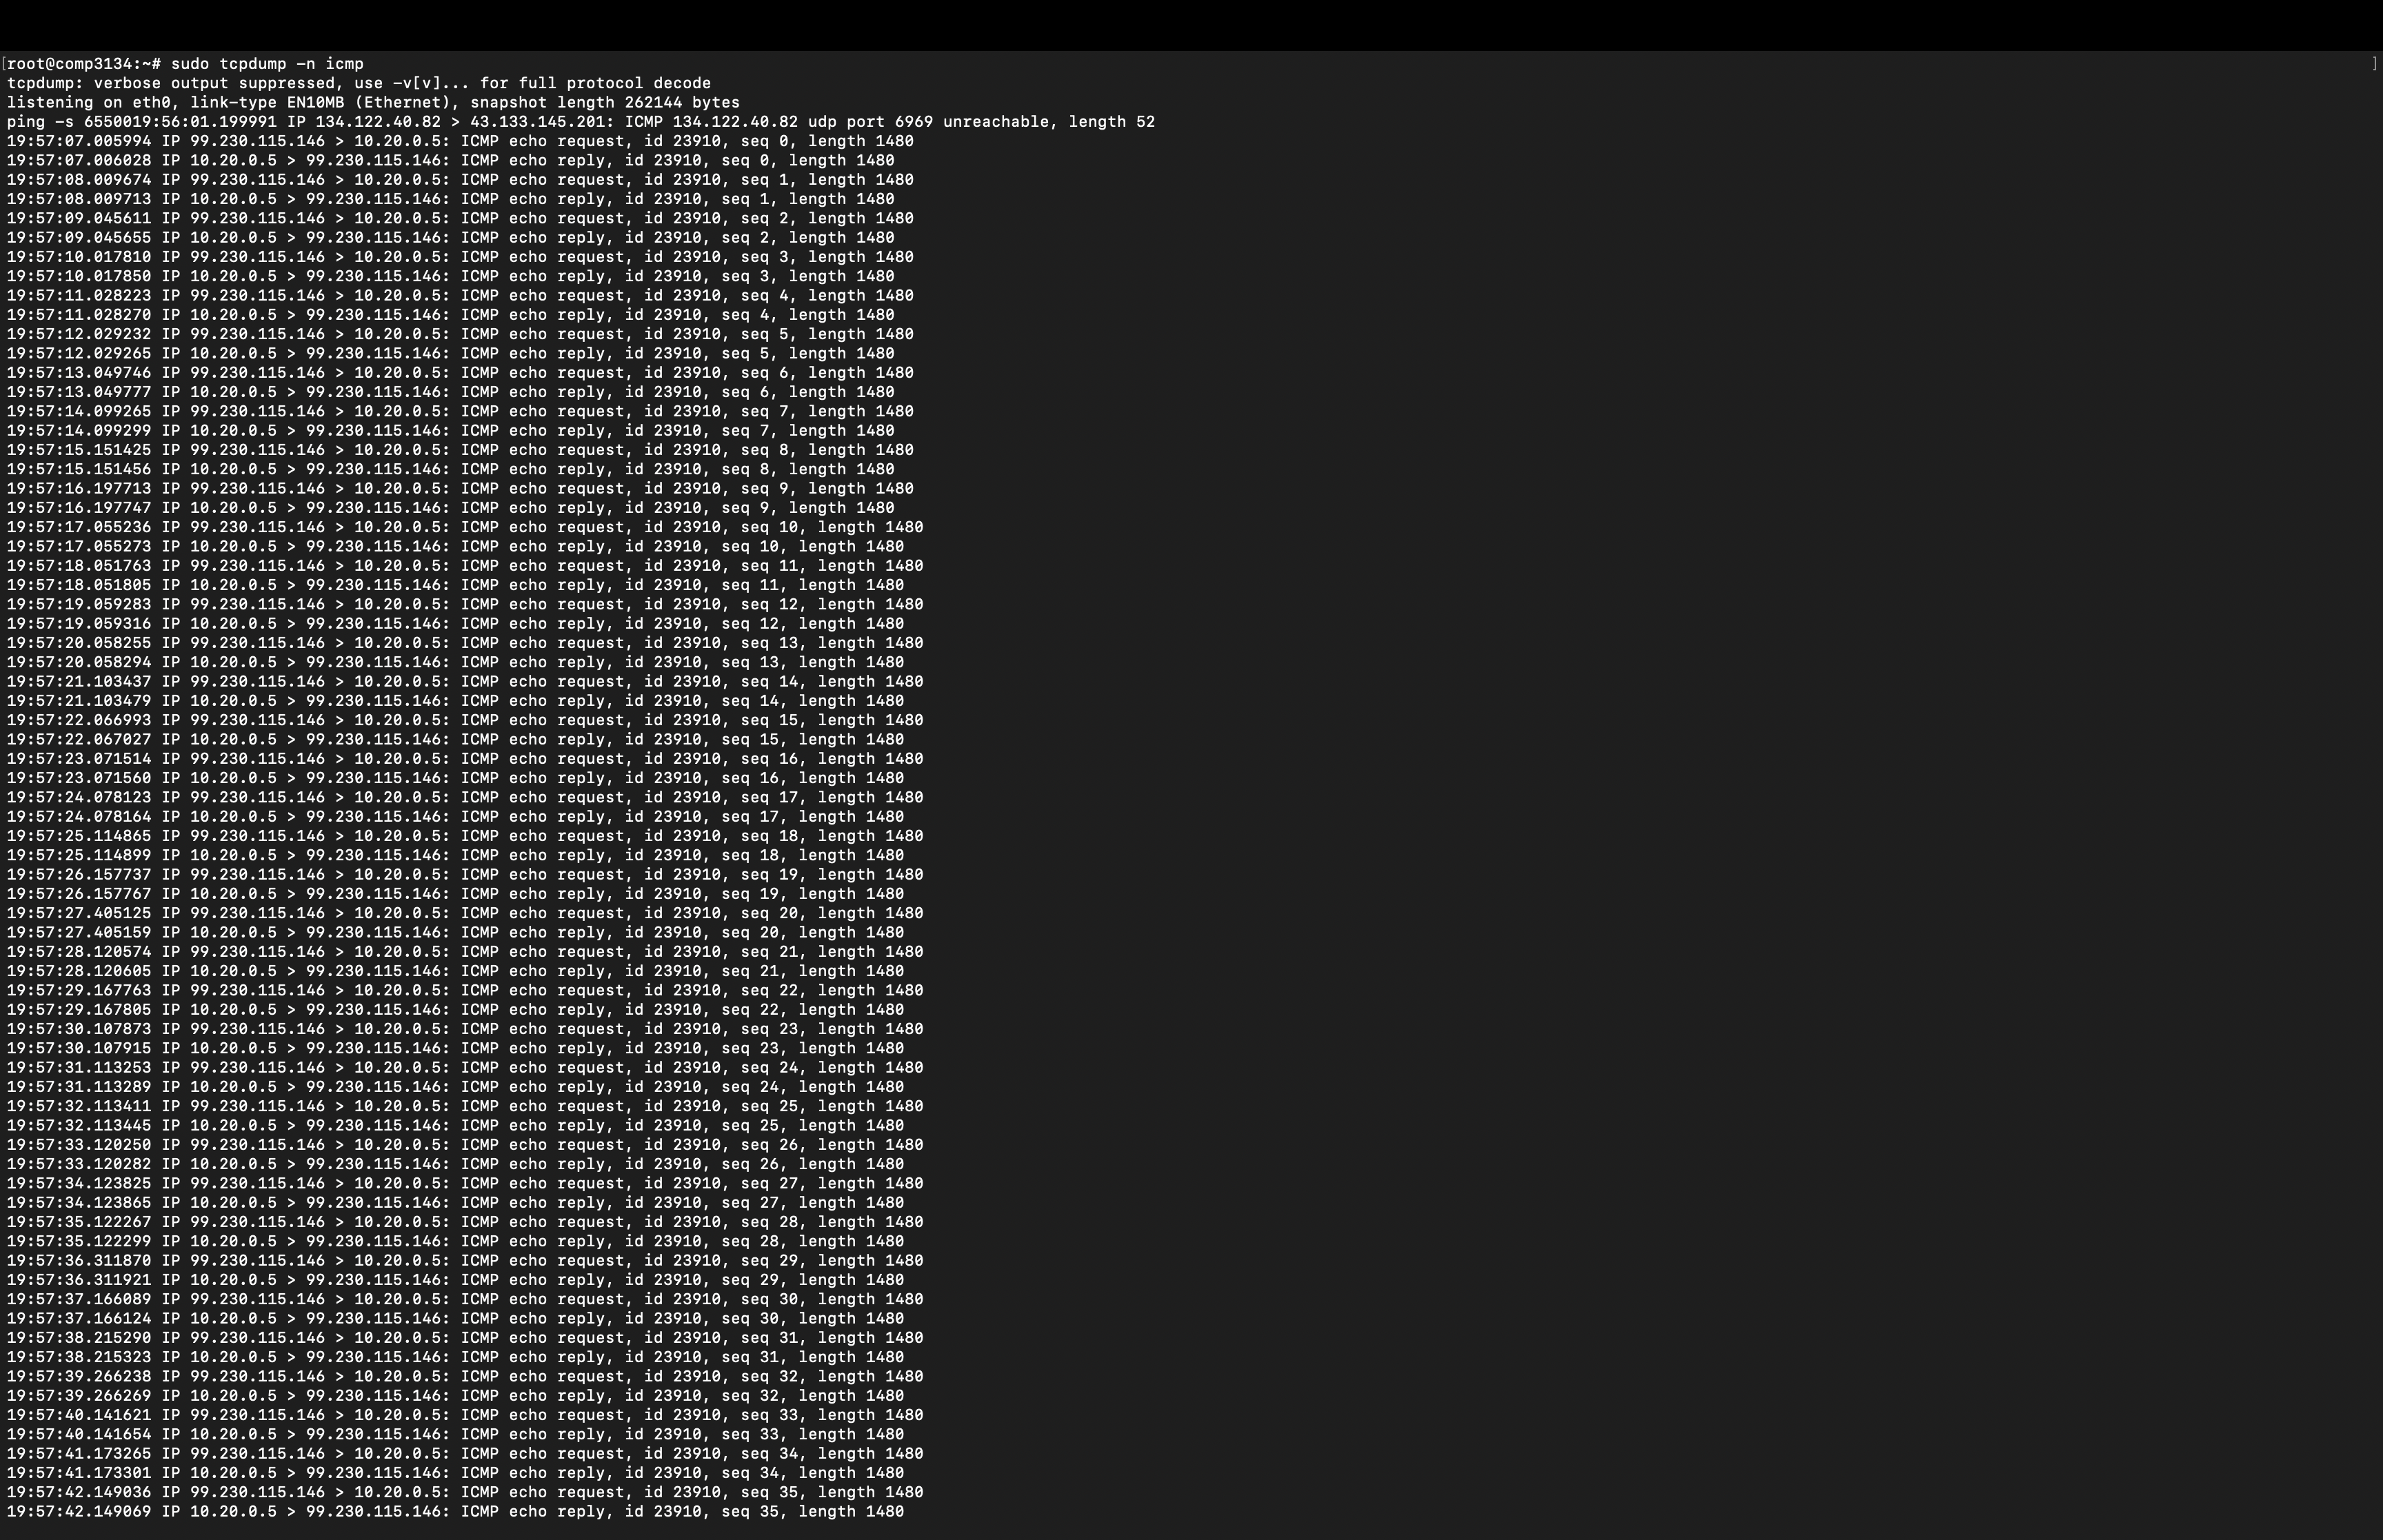 [root@comp3134:~# sudo tcpdump -n icmp ]
tcpdump: verbose output suppressed, use -v[v]... for full protocol decode
listening on eth0, link-type EN10MB (Ethernet), snapshot length 262144 bytes
ping -s 6550019:56:01.199991 IP 134.122.40.82 > 43.133.145.201: ICMP 134.122.40.82 udp port 6969 unreachable, length 52
19:57:07.005994 IP 99.230.115.146 > 10.20.0.5: ICMP echo request, id 23910, seq 0, length 1480
19:57:07.006028 IP 10.20.0.5 > 99.230.115.146: ICMP echo reply, id 23910, seq 0, length 1480
19:57:08.009674 IP 99.230.115.146 > 10.20.0.5: ICMP echo request, id 23910, seq 1, length 1480
19:57:08.009713 IP 10.20.0.5 > 99.230.115.146: ICMP echo reply, id 23910, seq 1, length 1480
19:57:09.045611 IP 99.230.115.146 > 10.20.0.5: ICMP echo request, id 23910, seq 2, length 1480
19:57:09.045655 IP 10.20.0.5 > 99.230.115.146: ICMP echo reply, id 23910, seq 2, length 1480
19:57:10.017810 IP 99.230.115.146 > 10.20.0.5: ICMP echo request, id 23910, seq 3, length 1480
19:57:10.017850 IP 10.20.0.5 > 99.230.115.146: ICMP echo reply, id 23910, seq 3, length 1480
19:57:11.028223 IP 99.230.115.146 > 10.20.0.5: ICMP echo request, id 23910, seq 4, length 1480
19:57:11.028270 IP 10.20.0.5 > 99.230.115.146: ICMP echo reply, id 23910, seq 4, length 1480
19:57:12.029232 IP 99.230.115.146 > 10.20.0.5: ICMP echo request, id 23910, seq 5, length 1480
19:57:12.029265 IP 10.20.0.5 > 99.230.115.146: ICMP echo reply, id 23910, seq 5, length 1480
19:57:13.049746 IP 99.230.115.146 > 10.20.0.5: ICMP echo request, id 23910, seq 6, length 1480
19:57:13.049777 IP 10.20.0.5 > 99.230.115.146: ICMP echo reply, id 23910, seq 6, length 1480
19:57:14.099265 IP 99.230.115.146 > 10.20.0.5: ICMP echo request, id 23910, seq 7, length 1480
19:57:14.099299 IP 10.20.0.5 > 99.230.115.146: ICMP echo reply, id 23910, seq 7, length 1480
19:57:15.151425 IP 99.230.115.146 > 10.20.0.5: ICMP echo request, id 23910, seq 8, length 1480
19:57:15.151456 IP 10.20.0.5 > 99.230.115.146: ICMP echo reply, id 23910, seq 8, length 1480
19:57:16.197713 IP 99.230.115.146 > 10.20.0.5: ICMP echo request, id 23910, seq 9, length 1480
19:57:16.197747 IP 10.20.0.5 > 99.230.115.146: ICMP echo reply, id 23910, seq 9, length 1480
19:57:17.055236 IP 99.230.115.146 > 10.20.0.5: ICMP echo request, id 23910, seq 10, length 1480
19:57:17.055273 IP 10.20.0.5 > 99.230.115.146: ICMP echo reply, id 23910, seq 10, length 1480
19:57:18.051763 IP 99.230.115.146 > 10.20.0.5: ICMP echo request, id 23910, seq 11, length 1480
19:57:18.051805 IP 10.20.0.5 > 99.230.115.146: ICMP echo reply, id 23910, seq 11, length 1480
19:57:19.059283 IP 99.230.115.146 > 10.20.0.5: ICMP echo request, id 23910, seq 12, length 1480
19:57:19.059316 IP 10.20.0.5 > 99.230.115.146: ICMP echo reply, id 23910, seq 12, length 1480
19:57:20.058255 IP 99.230.115.146 > 10.20.0.5: ICMP echo request, id 23910, seq 13, length 1480
19:57:20.058294 IP 10.20.0.5 > 99.230.115.146: ICMP echo reply, id 23910, seq 13, length 1480
19:57:21.103437 IP 99.230.115.146 > 10.20.0.5: ICMP echo request, id 23910, seq 14, length 1480
19:57:21.103479 IP 10.20.0.5 > 99.230.115.146: ICMP echo reply, id 23910, seq 14, length 1480
19:57:22.066993 IP 99.230.115.146 > 10.20.0.5: ICMP echo request, id 23910, seq 15, length 1480
19:57:22.067027 IP 10.20.0.5 > 99.230.115.146: ICMP echo reply, id 23910, seq 15, length 1480
19:57:23.071514 IP 99.230.115.146 > 10.20.0.5: ICMP echo request, id 23910, seq 16, length 1480
19:57:23.071560 IP 10.20.0.5 > 99.230.115.146: ICMP echo reply, id 23910, seq 16, length 1480
19:57:24.078123 IP 99.230.115.146 > 10.20.0.5: ICMP echo request, id 23910, seq 17, length 1480
19:57:24.078164 IP 10.20.0.5 > 99.230.115.146: ICMP echo reply, id 23910, seq 17, length 1480
19:57:25.114865 IP 99.230.115.146 > 10.20.0.5: ICMP echo request, id 23910, seq 18, length 1480
19:57:25.114899 IP 10.20.0.5 > 99.230.115.146: ICMP echo reply, id 23910, seq 18, length 1480
19:57:26.157737 IP 99.230.115.146 > 10.20.0.5: ICMP echo request, id 23910, seq 19, length 1480
19:57:26.157767 IP 10.20.0.5 > 99.230.115.146: ICMP echo reply, id 23910, seq 19, length 1480
19:57:27.405125 IP 99.230.115.146 > 10.20.0.5: ICMP echo request, id 23910, seq 20, length 1480
19:57:27.405159 IP 10.20.0.5 > 99.230.115.146: ICMP echo reply, id 23910, seq 20, length 1480
19:57:28.120574 IP 99.230.115.146 > 10.20.0.5: ICMP echo request, id 23910, seq 21, length 1480
19:57:28.120605 IP 10.20.0.5 > 99.230.115.146: ICMP echo reply, id 23910, seq 21, length 1480
19:57:29.167763 IP 99.230.115.146 > 10.20.0.5: ICMP echo request, id 23910, seq 22, length 1480
19:57:29.167805 IP 10.20.0.5 > 99.230.115.146: ICMP echo reply, id 23910, seq 22, length 1480
19:57:30.107873 IP 99.230.115.146 > 10.20.0.5: ICMP echo request, id 23910, seq 23, length 1480
19:57:30.107915 IP 10.20.0.5 > 99.230.115.146: ICMP echo reply, id 23910, seq 23, length 1480
19:57:31.113253 IP 99.230.115.146 > 10.20.0.5: ICMP echo request, id 23910, seq 24, length 1480
19:57:31.113289 IP 10.20.0.5 > 99.230.115.146: ICMP echo reply, id 23910, seq 24, length 1480
19:57:32.113411 IP 99.230.115.146 > 10.20.0.5: ICMP echo request, id 23910, seq 25, length 1480
19:57:32.113445 IP 10.20.0.5 > 99.230.115.146: ICMP echo reply, id 23910, seq 25, length 1480
19:57:33.120250 IP 99.230.115.146 > 10.20.0.5: ICMP echo request, id 23910, seq 26, length 1480
19:57:33.120282 IP 10.20.0.5 > 99.230.115.146: ICMP echo reply, id 23910, seq 26, length 1480
19:57:34.123825 IP 99.230.115.146 > 10.20.0.5: ICMP echo request, id 23910, seq 27, length 1480
19:57:34.123865 IP 10.20.0.5 > 99.230.115.146: ICMP echo reply, id 23910, seq 27, length 1480
19:57:35.122267 IP 99.230.115.146 > 10.20.0.5: ICMP echo request, id 23910, seq 28, length 1480
19:57:35.122299 IP 10.20.0.5 > 99.230.115.146: ICMP echo reply, id 23910, seq 28, length 1480
19:57:36.311870 IP 99.230.115.146 > 10.20.0.5: ICMP echo request, id 23910, seq 29, length 1480
19:57:36.311921 IP 10.20.0.5 > 99.230.115.146: ICMP echo reply, id 23910, seq 29, length 1480
19:57:37.166089 IP 99.230.115.146 > 10.20.0.5: ICMP echo request, id 23910, seq 30, length 1480
19:57:37.166124 IP 10.20.0.5 > 99.230.115.146: ICMP echo reply, id 23910, seq 30, length 1480
19:57:38.215290 IP 99.230.115.146 > 10.20.0.5: ICMP echo request, id 23910, seq 31, length 1480
19:57:38.215323 IP 10.20.0.5 > 99.230.115.146: ICMP echo reply, id 23910, seq 31, length 1480
19:57:39.266238 IP 99.230.115.146 > 10.20.0.5: ICMP echo request, id 23910, seq 32, length 1480
19:57:39.266269 IP 10.20.0.5 > 99.230.115.146: ICMP echo reply, id 23910, seq 32, length 1480
19:57:40.141621 IP 99.230.115.146 > 10.20.0.5: ICMP echo request, id 23910, seq 33, length 1480
19:57:40.141654 IP 10.20.0.5 > 99.230.115.146: ICMP echo reply, id 23910, seq 33, length 1480
19:57:41.173265 IP 99.230.115.146 > 10.20.0.5: ICMP echo request, id 23910, seq 34, length 1480
19:57:41.173301 IP 10.20.0.5 > 99.230.115.146: ICMP echo reply, id 23910, seq 34, length 1480
19:57:42.149036 IP 99.230.115.146 > 10.20.0.5: ICMP echo request, id 23910, seq 35, length 1480
19:57:42.149069 IP 10.20.0.5 > 99.230.115.146: ICMP echo reply, id 23910, seq 35, length 1480